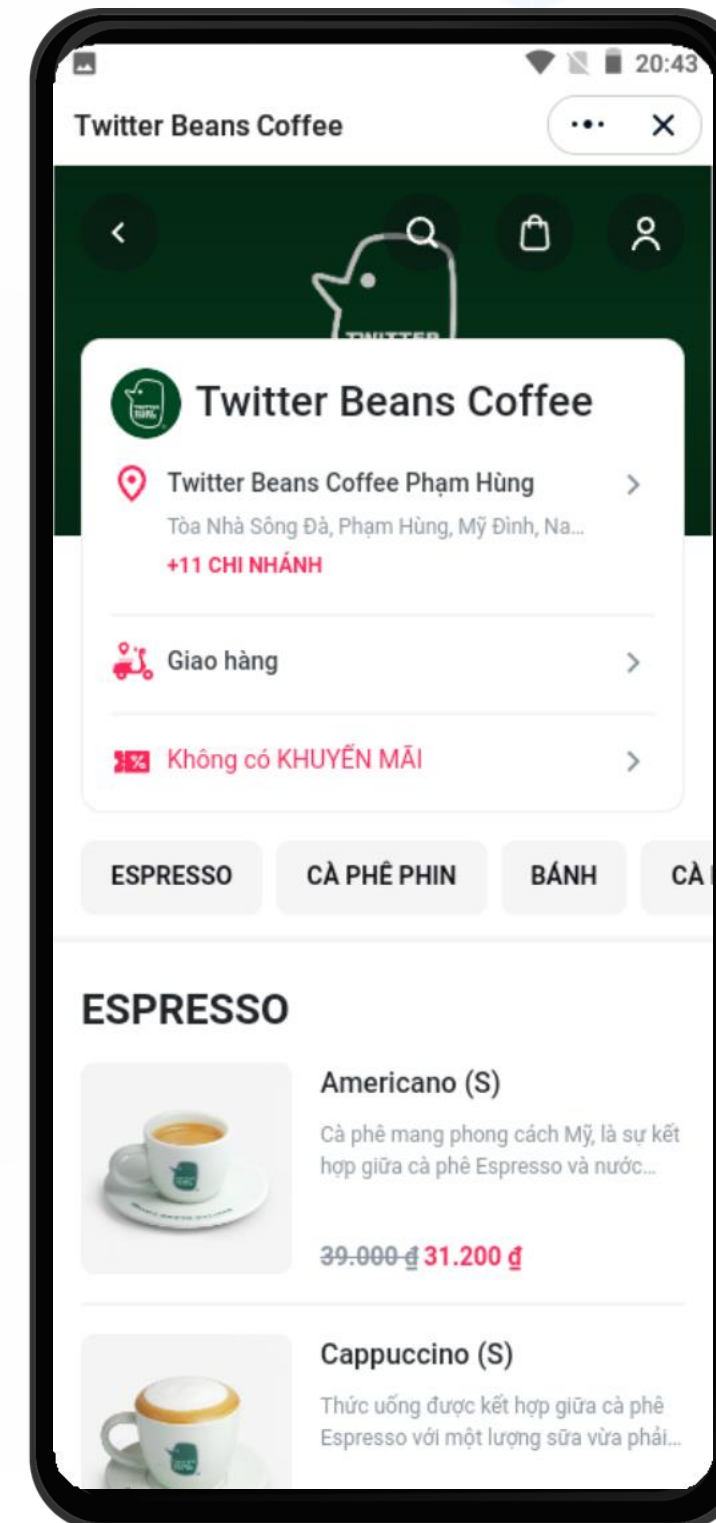 20:43
Twitter Beans Coffee
TWITTER
Twitter Beans Coffee
Twitter Beans Coffee Phạm Hùng
Tòa Nhà Sông Đà, Phạm Hùng, Mỹ Đình, Na...
+11 CHI NHÁNH
Giao hàng
Không có KHUYẾN MÃI
ESPRESSO CÀ PHÊ PHIN BÁNH CÀ
ESPRESSO
Americano (S)
Cà phê mang phong cách Mỹ, là sự kết
hợp giữa cà phê Espresso và nước...
39.000 ₫ 31.200 ₫
Cappuccino (S)
Thức uống được kết hợp giữa cà phê
Espresso với một lượng sữa vừa phải...